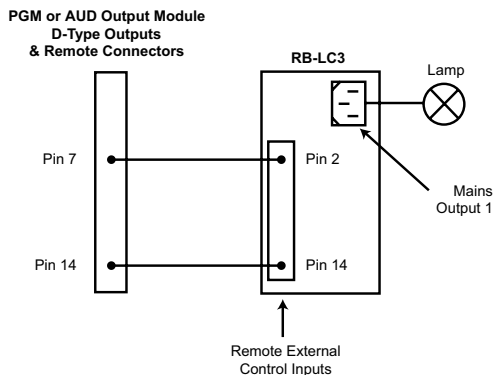 PGM or AUD Output Module
D-Type Outputs
& Remote Connectors
RB-LC3
Lamp
Pin 7
Pin 2
Mains
Output 1
Pin 14
Pin 14
Remote External
Control Inputs